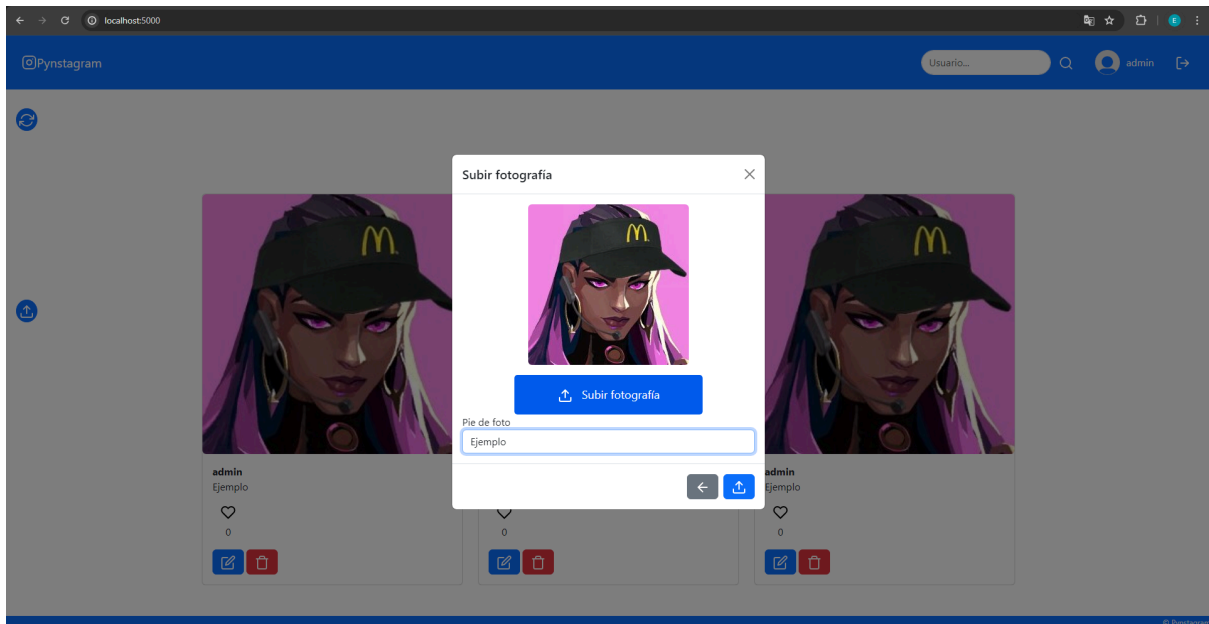 localhost:5000
E
Pynstagram
Usuario...
admin
Subir fotografía
Subir fotografía
Pie de foto
Ejemplo
admin
Ejemplo
0
0
admin
Ejemplo
0
© Pynstagram